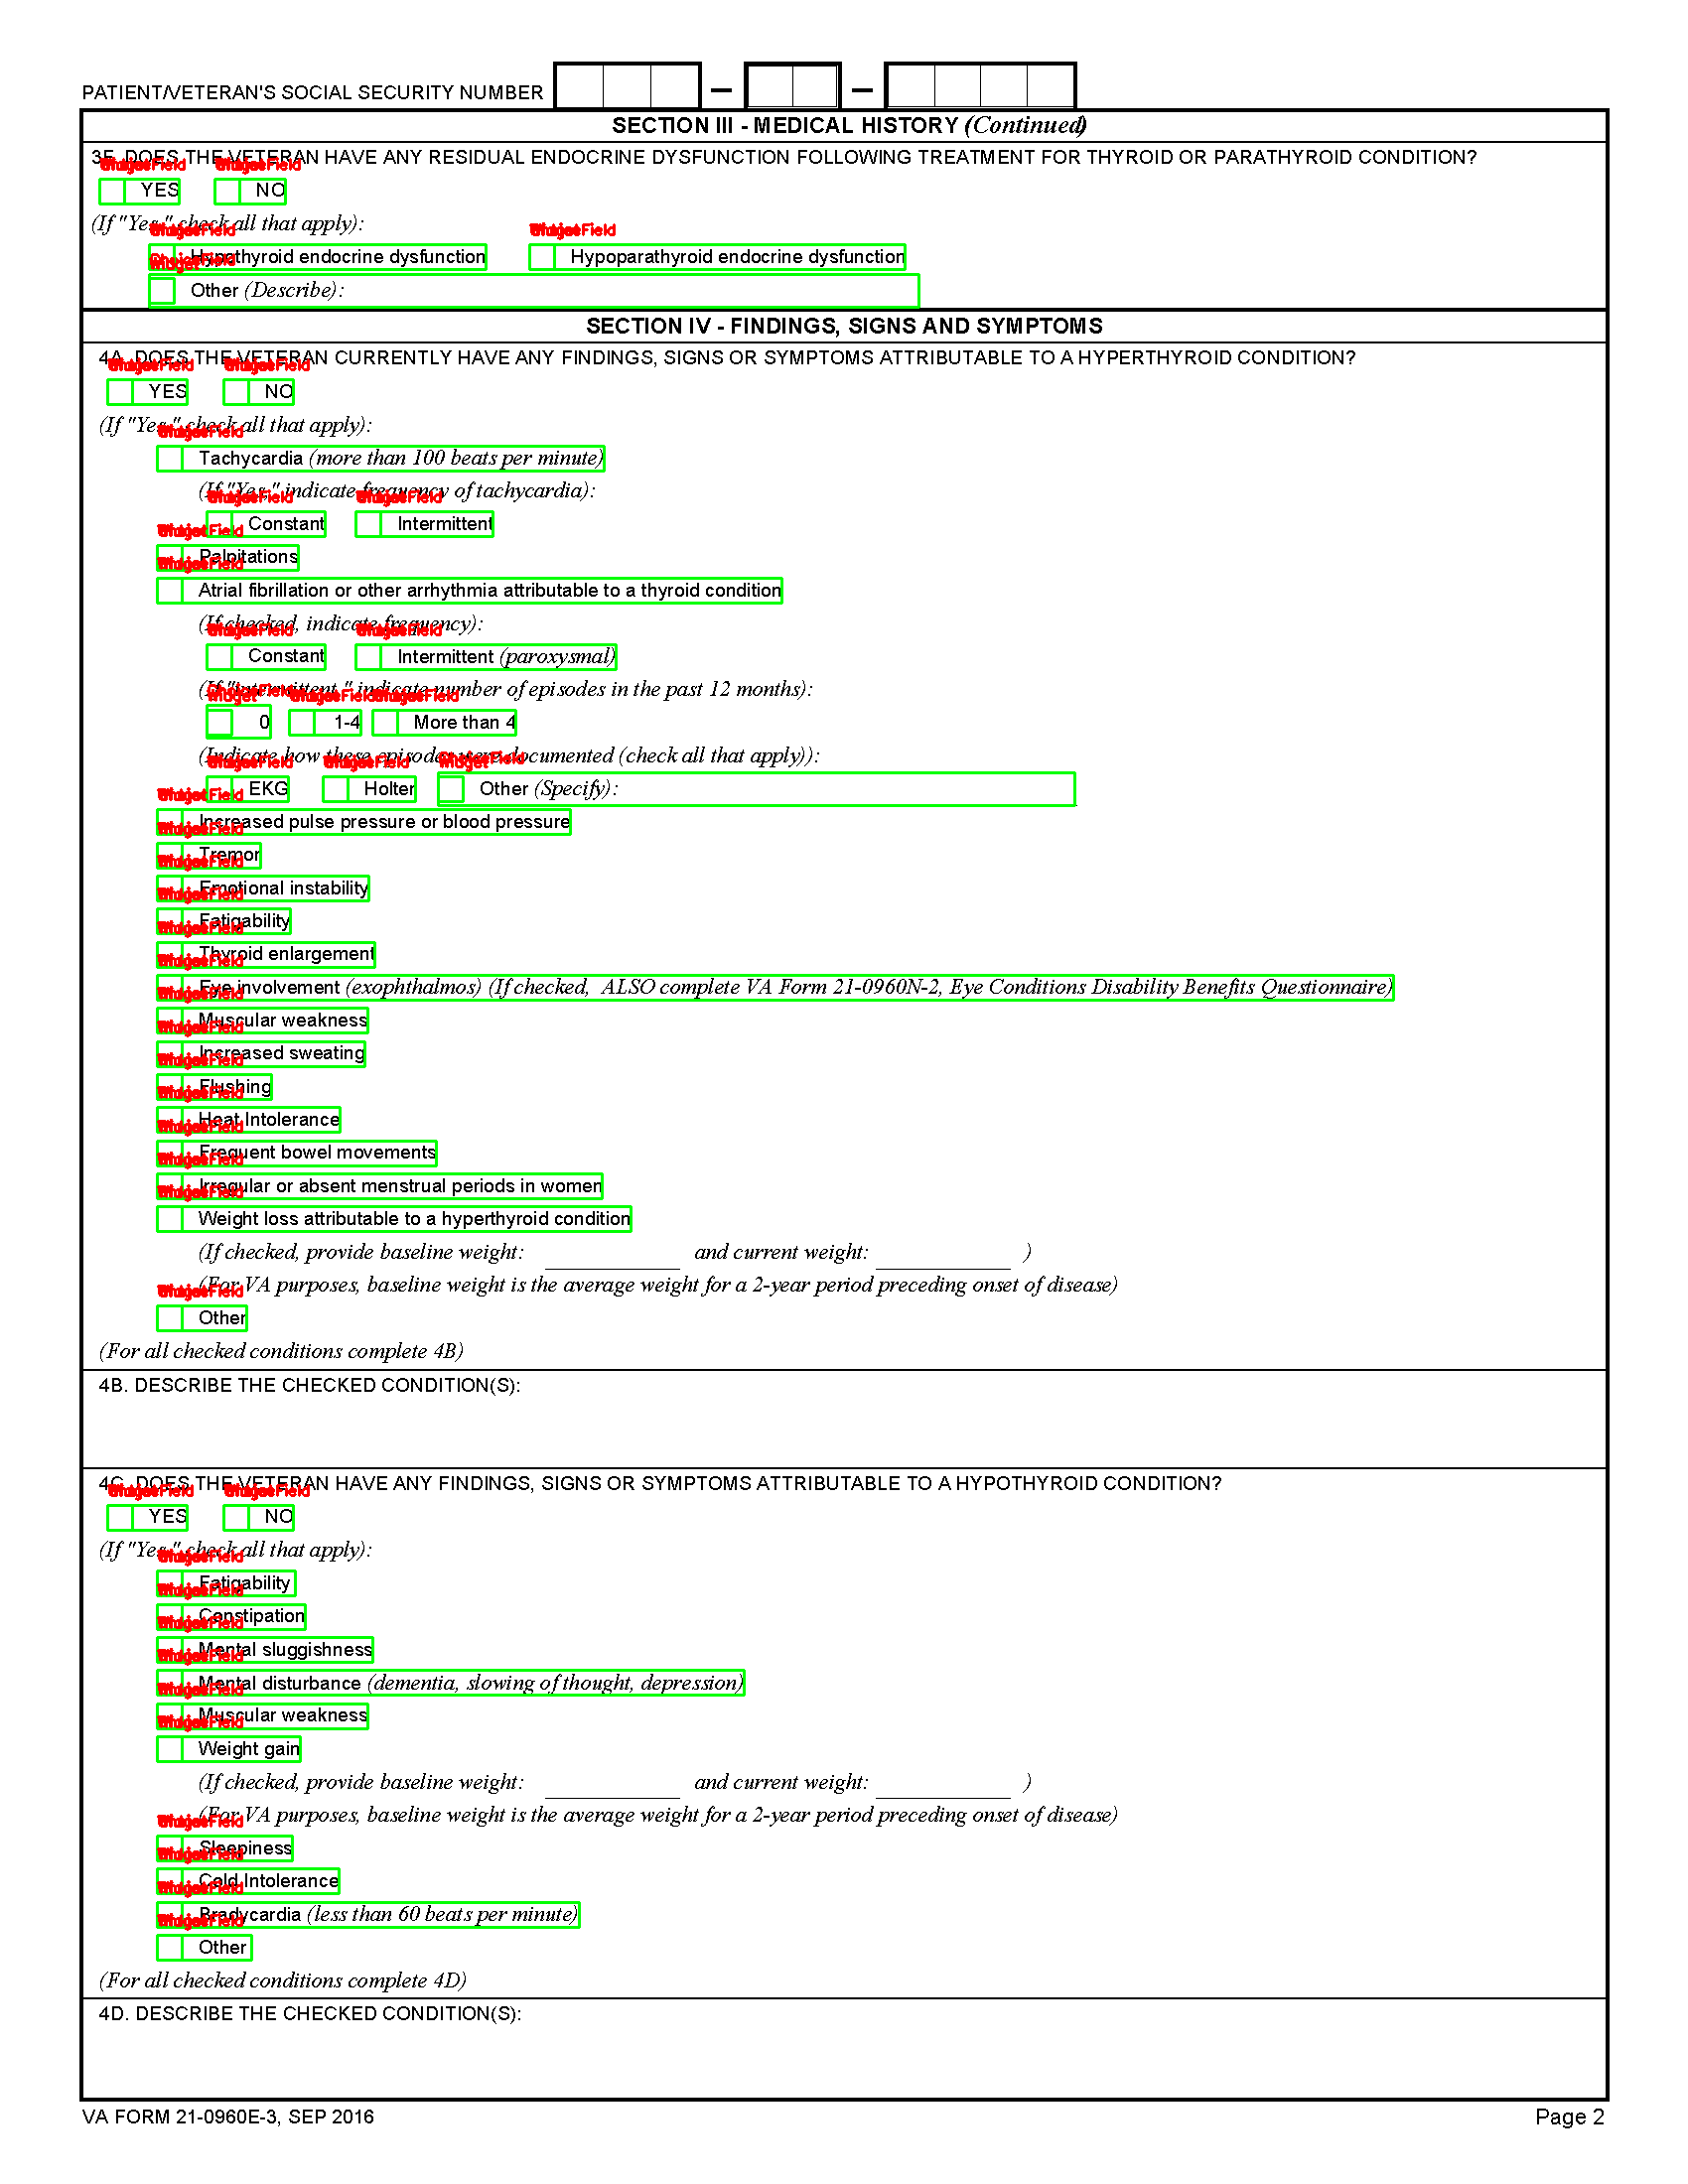 PATIENT/VETERAN'S SOCIAL SECURITY NUMBER
SECTION III - MEDICAL HISTORY (Continued)
3F. DOES THE VETERAN HAVE ANY RESIDUAL ENDOCRINE DYSFUNCTION FOLLOWING TREATMENT FOR THYROID OR PARATHYROID CONDITION?
YES NO
(If "Yes," check all that apply):
Hypothyroid endocrine dysfunction Hypoparathyroid endocrine dysfunction
ChoiceField
Widget
Other (Describe):
SECTION IV - FINDINGS, SIGNS AND SYMPTOMS
4A. DOES THE VETERAN CURRENTLY HAVE ANY FINDINGS, SIGNS OR SYMPTOMS ATTRIBUTABLE TO A HYPERTHYROID CONDITION?
YES NO
(If "Yes," check all that apply):
Tachycardia (more than 100 beats per minute)
(If "Yes," indicate frequency of tachycardia):
Constant Intermittent
Palpitations
Atrial fibrillation or other arrhythmia attributable to a thyroid condition
(If checked, indicate frequency):
Constant Intermittent (paroxysmal)
(If "intermittent," indicate number of episodes in the past 12 months):
ChoiceField
Widget
0 1-4 More than 4
(Indicate how these episodes were documented (check all that apply)):
ChoiceField
Widget
EKG Holter Other (Specify):
Increased pulse pressure or blood pressure
Tremor
Emotional instability
Fatigability
Thyroid enlargement
Eye involvement (exophthalmos) (If checked, ALSO complete VA Form 21-0960N-2, Eye Conditions Disability Benefits Questionnaire)
Muscular weakness
Increased sweating
Flushing
Heat Intolerance
Frequent bowel movements
Irregular or absent menstrual periods in women
Weight loss attributable to a hyperthyroid condition
(If checked, provide baseline weight: and current weight: )
(For VA purposes, baseline weight is the average weight for a 2-year period preceding onset of disease)
Other
(For all checked conditions complete 4B)
4B. DESCRIBE THE CHECKED CONDITION(S):
4C. DOES THE VETERAN HAVE ANY FINDINGS, SIGNS OR SYMPTOMS ATTRIBUTABLE TO A HYPOTHYROID CONDITION?
YES NO
(If "Yes," check all that apply):
Fatigability
Constipation
Mental sluggishness
Mental disturbance (dementia, slowing of thought, depression)
Muscular weakness
Weight gain
(If checked, provide baseline weight: and current weight: )
(For VA purposes, baseline weight is the average weight for a 2-year period preceding onset of disease)
Sleepiness
Cold Intolerance
Bradycardia (less than 60 beats per minute)
Other
(For all checked conditions complete 4D)
4D. DESCRIBE THE CHECKED CONDITION(S):
VA FORM 21-0960E-3, SEP 2016
Page 2